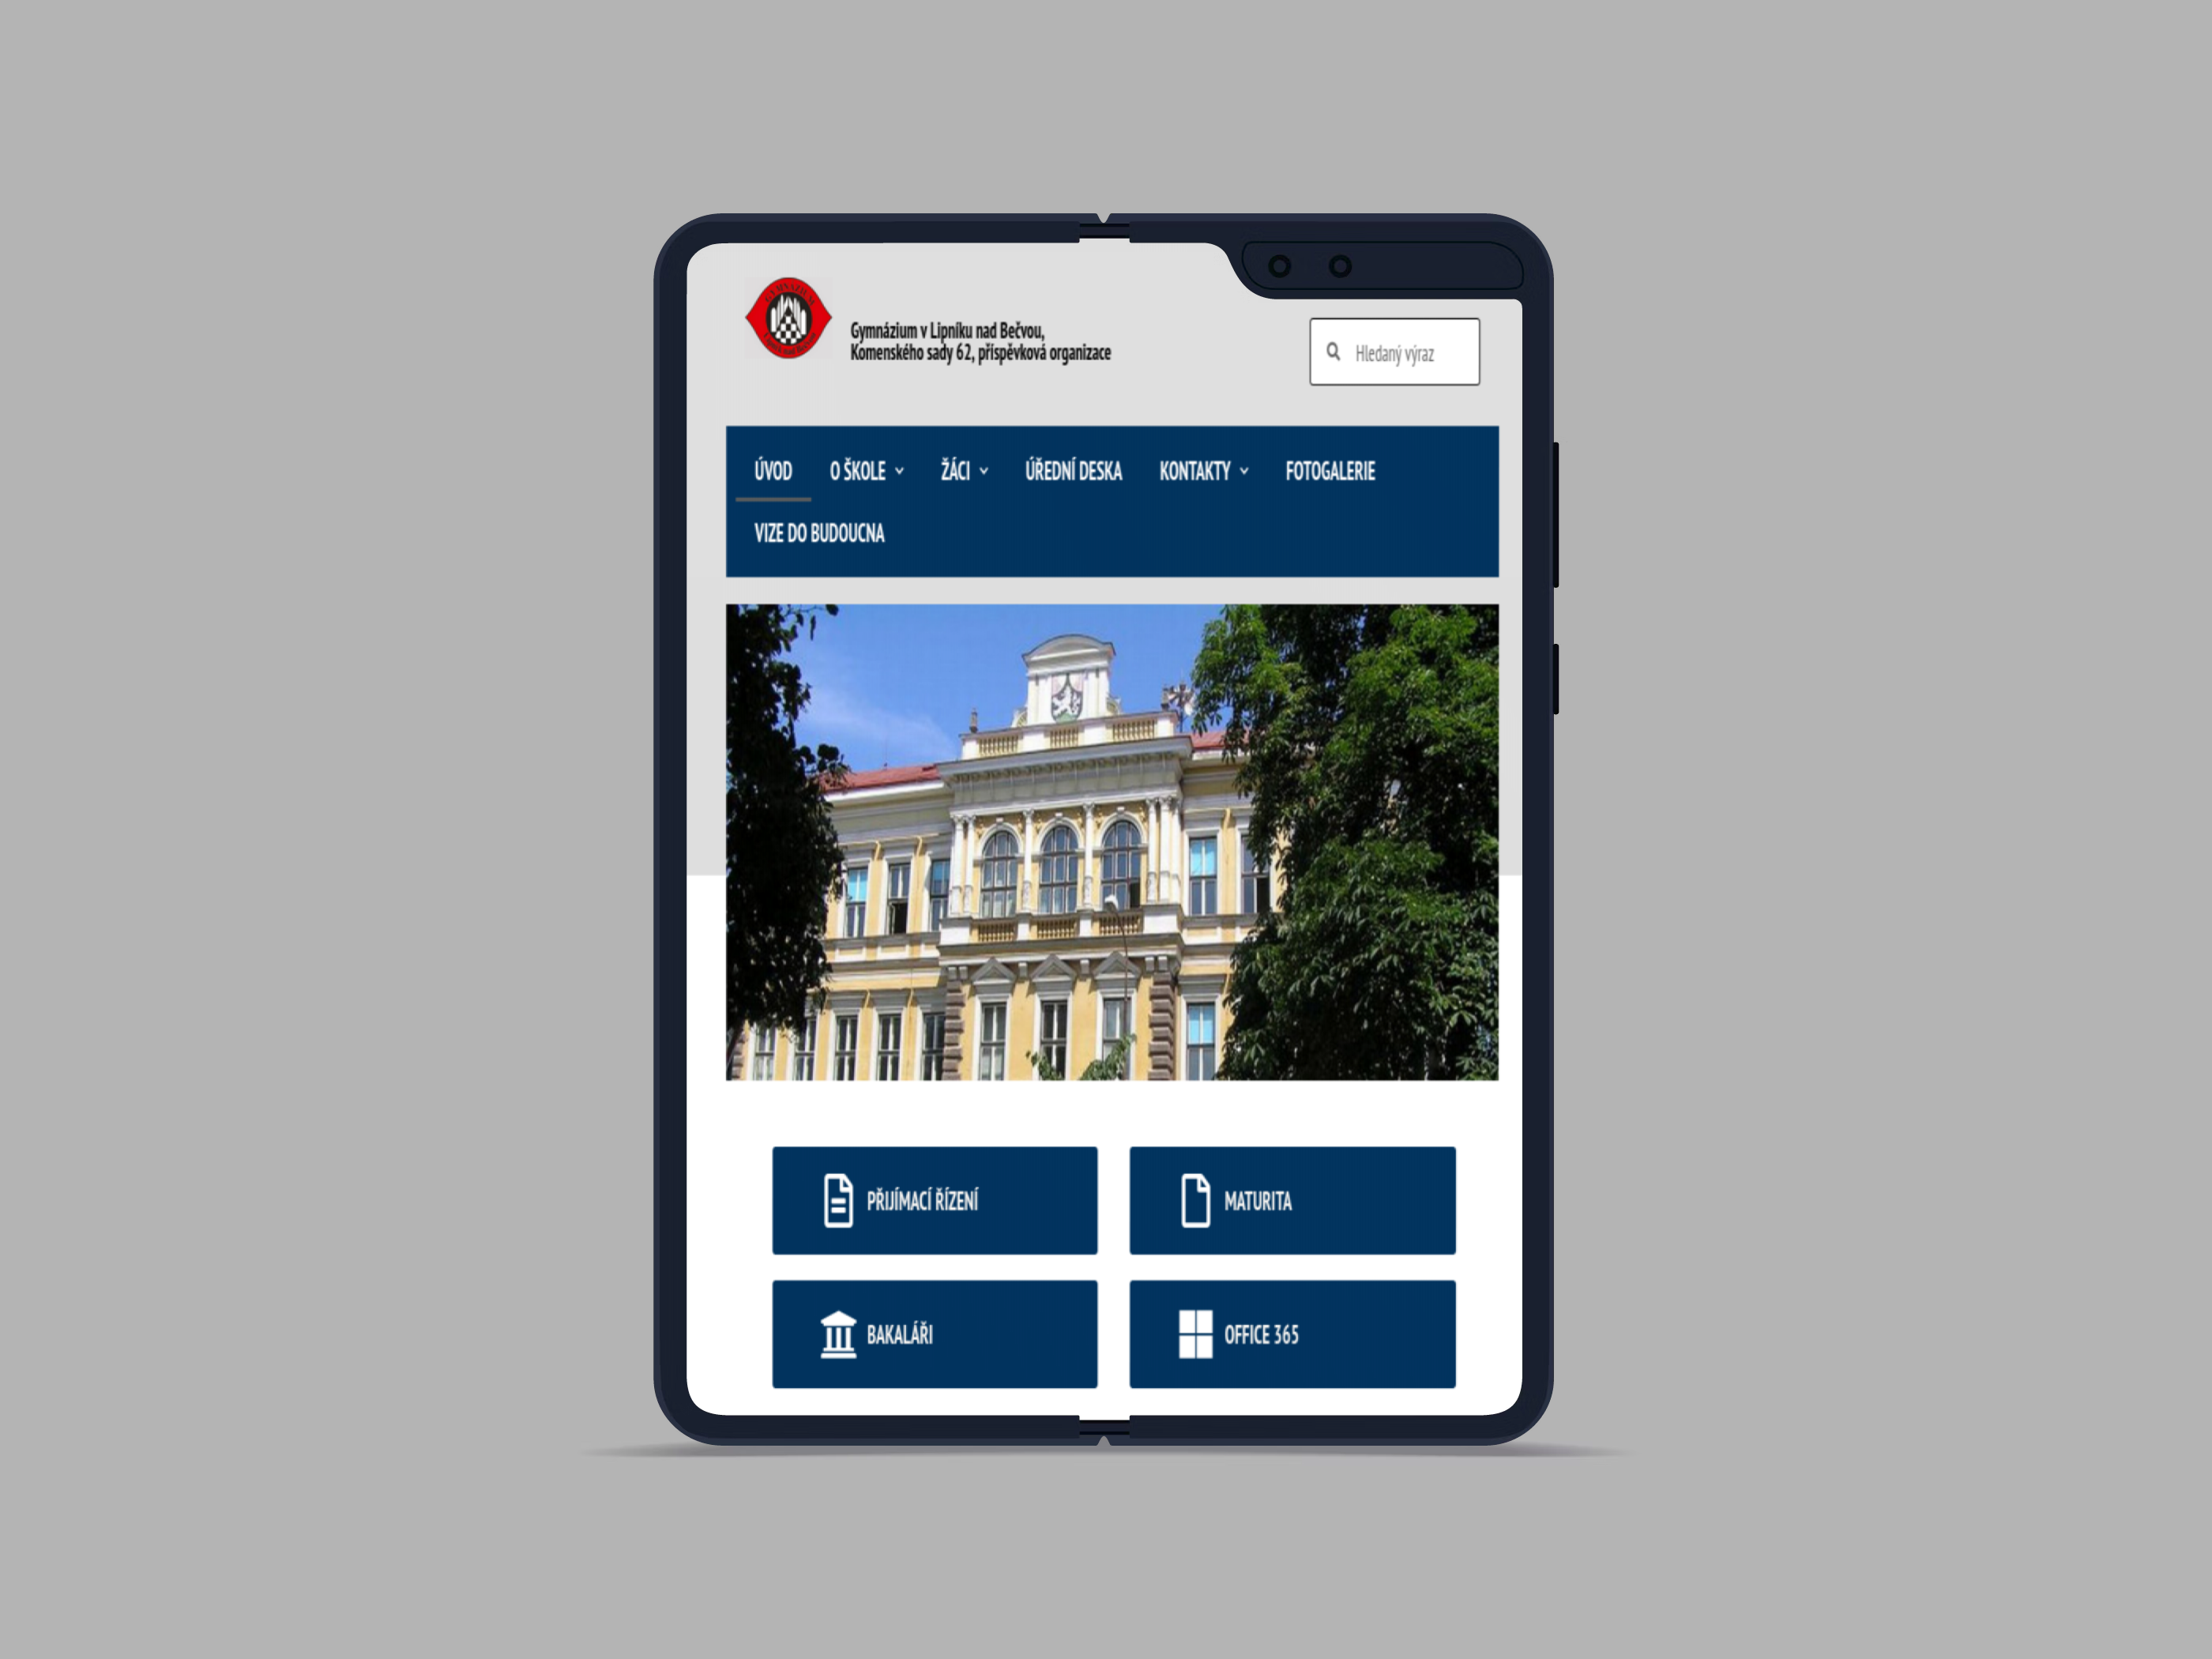 GYMNÁZIUM
Gymnázium v Lipníku nad Bečvou,
Komenského sady 62, příspěvková organizace
Hledaný výraz
ÚVOD O ŠKOLE ŽÁCI ÚŘEDNÍ DESKA KONTAKTY FOTOGALERIE
VIZE DO BUDOUCNA
PŘIJÍMACÍ ŘÍZENÍ MATURITA
BAKALÁŘI OFFICE 365